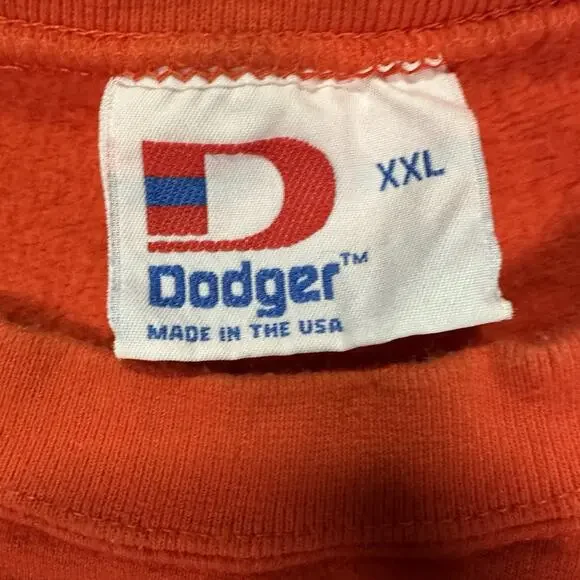 XXL
Dodger™
MADE IN THE USA